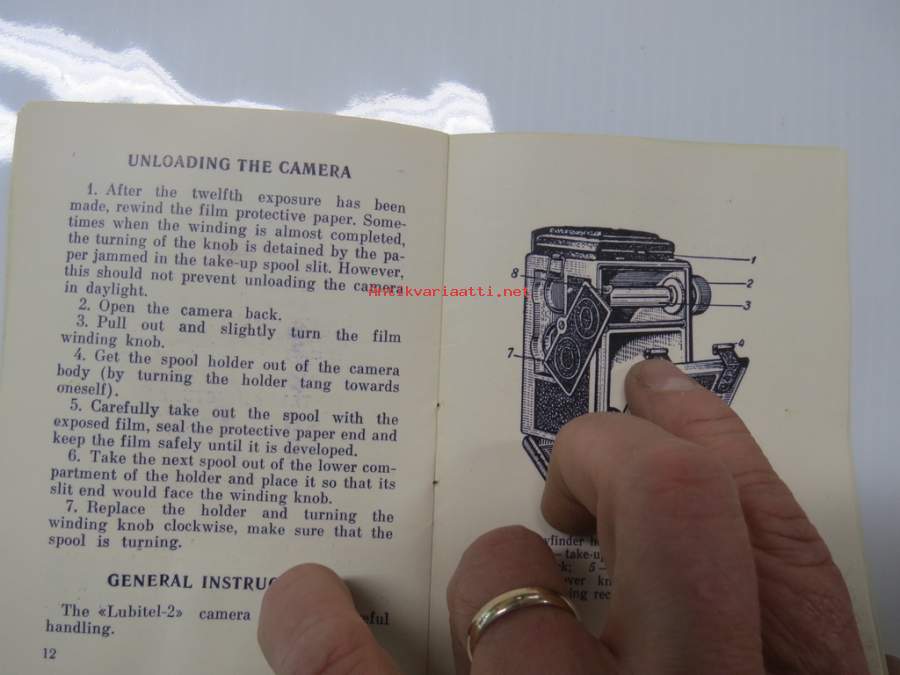 UNLOADING THE CAMERA
1. After the twelfth exposure has been
made, rewind the film protective paper. Some-
times when the winding is almost completed,
the turning of the knob is detained by the pa-
per jammed in the take-up spool slit. However,
this should not prevent unloading the camera
in daylight.
2. Open the camera back.
3. Pull out and slightly turn the film
winding knob.
4. Get the spool holder out of the camera
body (by turning the holder tang towards
oneself).
5. Carefully take out the spool with the
exposed film, seal the protective paper end and
keep the film safely until it is developed.
6. Take the next spool out of the lower com-
partment of the holder and place it so that its
slit end would face the winding knob.
7. Replace the holder and turning the
winding knob clockwise, make sure that the
spool is turning.
GENERAL
The «Lubitel-2» camera
handling.
12
Antikvariaatti.net
1
8
2
3
4
7
— take-up
5 —